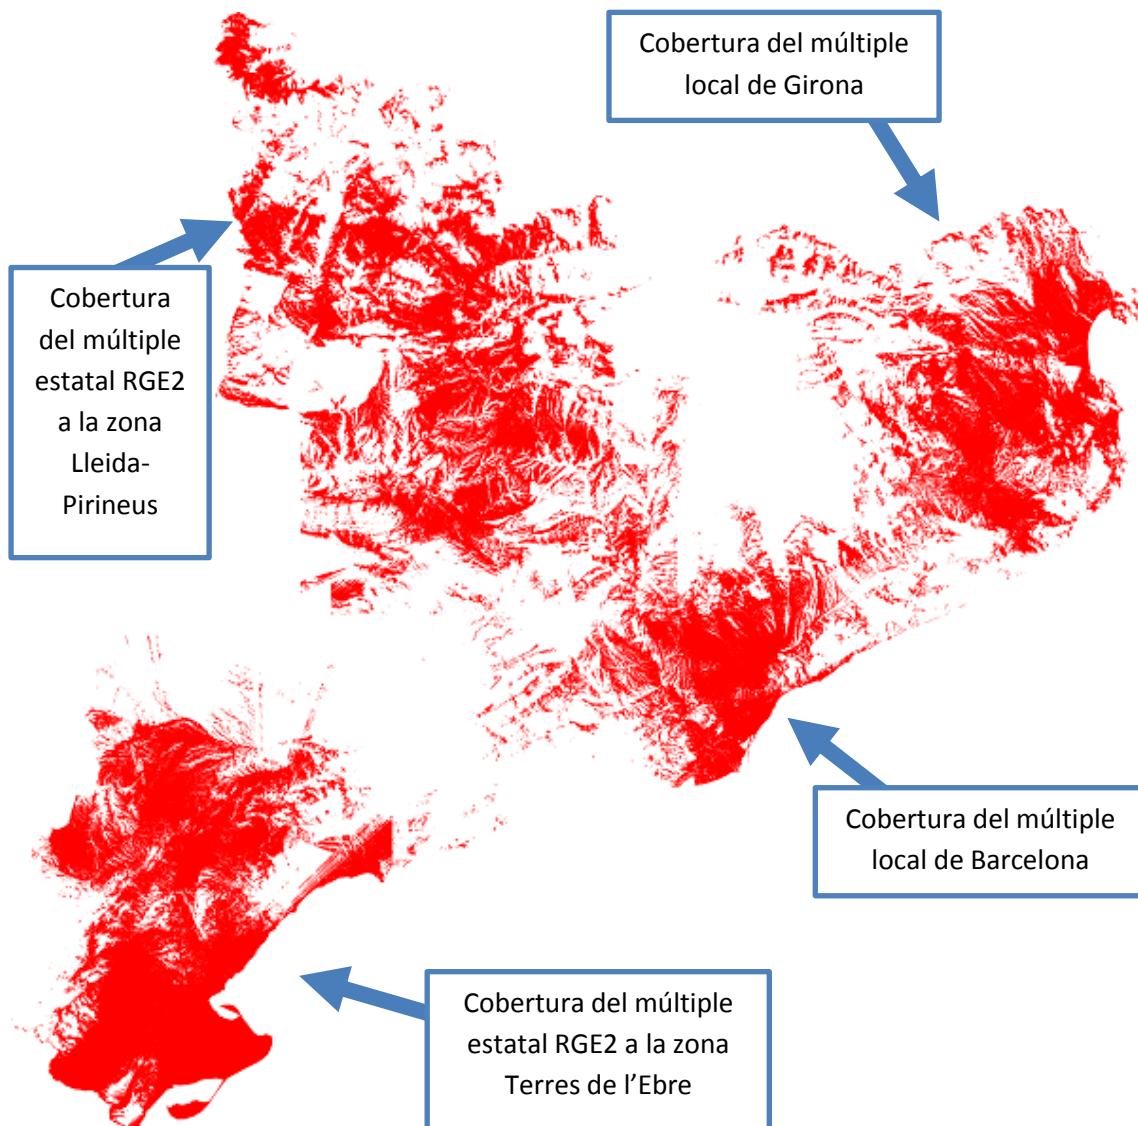 Cobertura del múltiple
local de Girona
Cobertura
del múltiple
estatal RGE2
a la zona
Lleida-
Pirineus
Cobertura del múltiple
local de Barcelona
Cobertura del múltiple
estatal RGE2 a la zona
Terres de l’Ebre